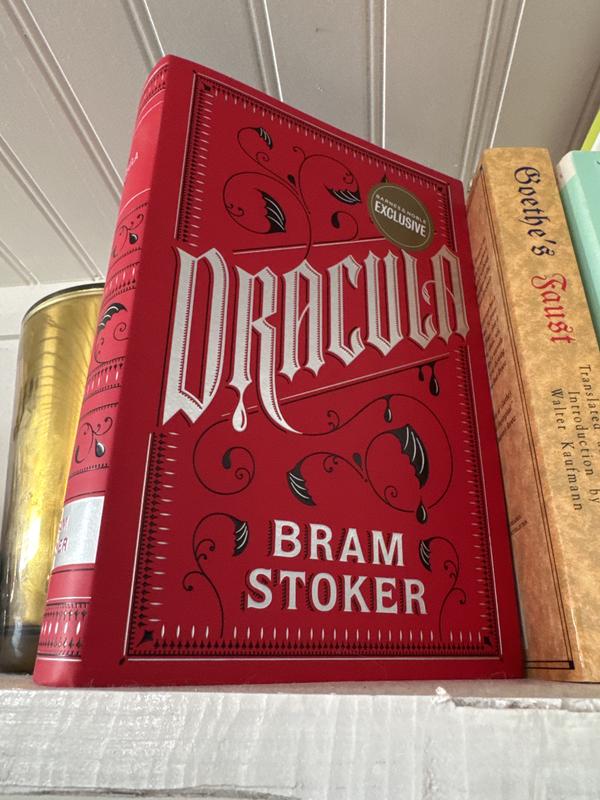 BARNES & NOBLE
EXCLUSIVE
DRACULA
BRAM
STOKER
Goethe's Faust
Translated
Introduction by
Walter Kaufmann